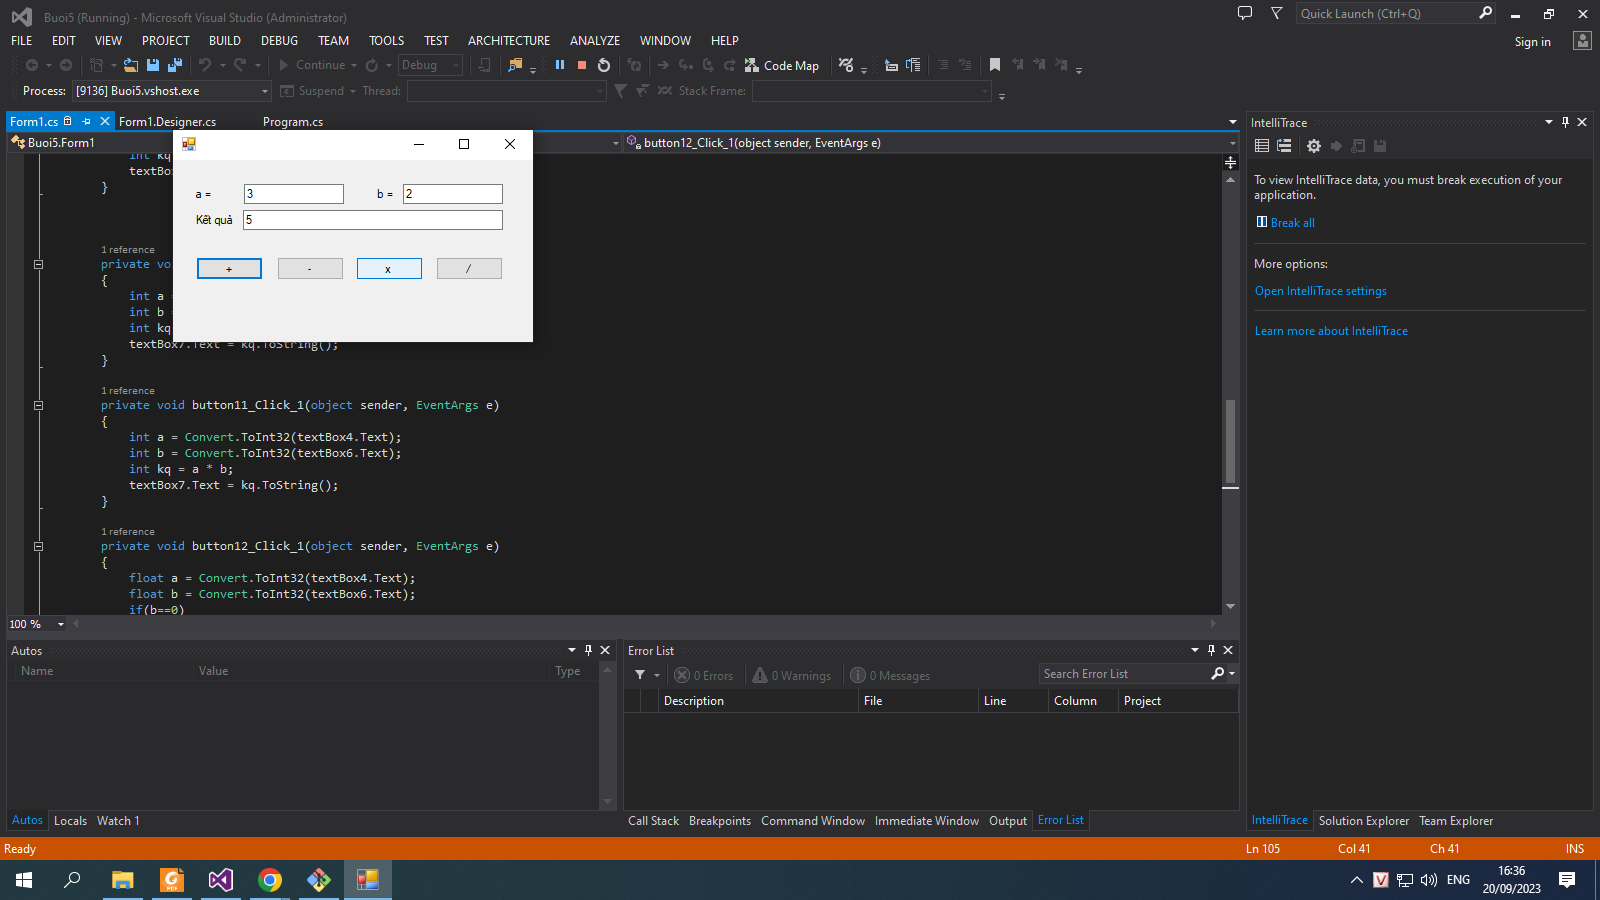 Buoi5 (Running) - Microsoft Visual Studio (Administrator)
Quick Launch (Ctrl+Q)
FILE EDIT VIEW PROJECT BUILD DEBUG TEAM TOOLS TEST ARCHITECTURE ANALYZE WINDOW HELP
Sign in
Continue Debug Code Map
Process: [9136] Buoi5.vshost.exe Suspend Thread: Stack Frame:
Form1.cs Form1.Designer.cs Program.cs
Buoi5.Form1 button12_Click_1(object sender, EventArgs e)
int kq
textBox
}
a = 3 b = 2
Kết quả 5
+ - x /
1 reference
private voi
{
int a =
int b =
int kq
textBox7.Text = kq.ToString();
}
1 reference
private void button11_Click_1(object sender, EventArgs e)
{
int a = Convert.ToInt32(textBox4.Text);
int b = Convert.ToInt32(textBox6.Text);
int kq = a * b;
textBox7.Text = kq.ToString();
}
1 reference
private void button12_Click_1(object sender, EventArgs e)
{
float a = Convert.ToInt32(textBox4.Text);
float b = Convert.ToInt32(textBox6.Text);
if(b==0)
100 %
IntelliTrace
To view IntelliTrace data, you must break execution of your
application.
Break all
More options:
Open IntelliTrace settings
Learn more about IntelliTrace
Autos
Name Value Type
Error List
0 Errors 0 Warnings 0 Messages Search Error List
Description File Line Column Project
Autos Locals Watch 1
Call Stack Breakpoints Command Window Immediate Window Output Error List
IntelliTrace Solution Explorer Team Explorer
Ready Ln 105 Col 41 Ch 41 INS
PDF
V ENG 16:36
20/09/2023